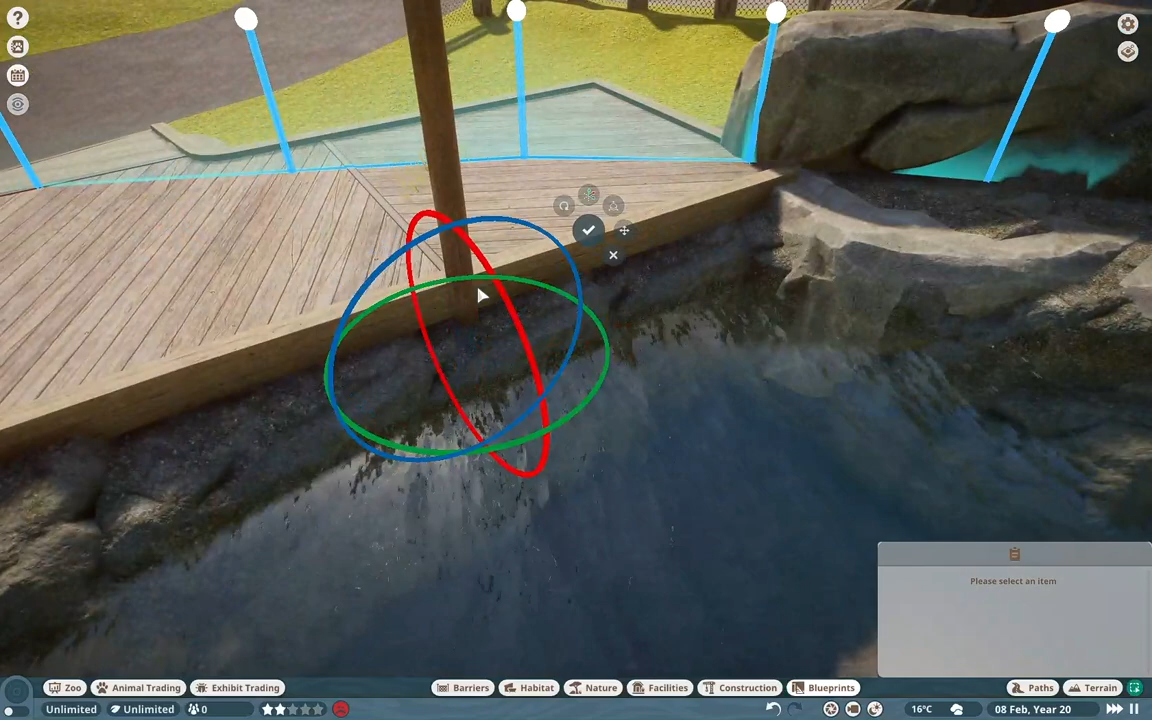 ?
Please select an item
Zoo
Animal Trading
Exhibit Trading
Barriers
Habitat
Nature
Facilities
Construction
Blueprints
Paths
Terrain
Unlimited
Unlimited
0
16°C
08 Feb, Year 20